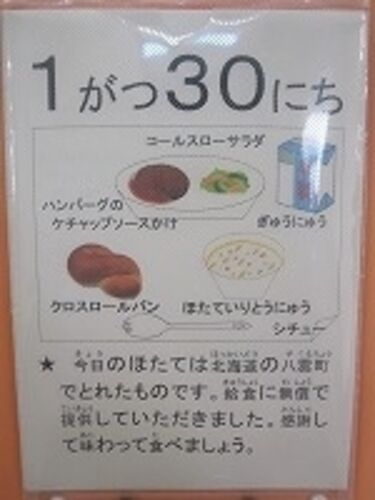 1がつ30にち
コールスローサラダ
ハンバーグの
ケチャップソースかけ
ぎゅうにゅう
クロスロールパン
ほたていりとうにゅう
シチュー
★ 今日のほたては北海道の八雲町
でとれたものです。給食に無償で
提供していただきました。感謝し
て味わって食べましょう。